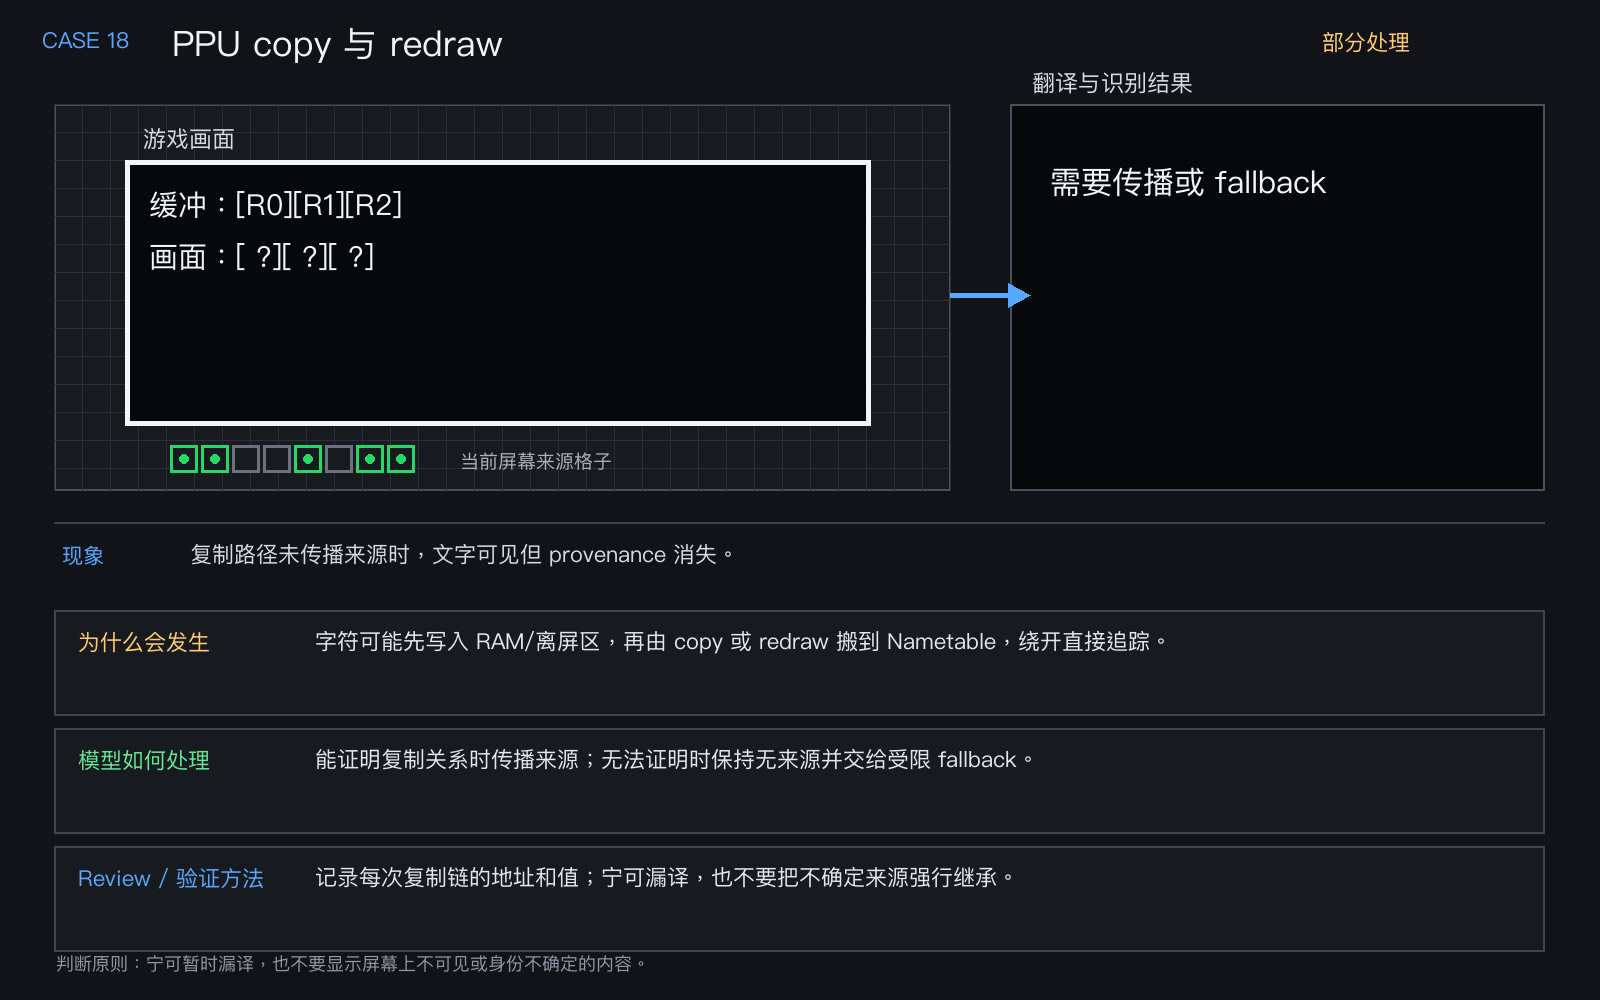 CASE 18 PPU copy 与 redraw 部分处理
翻译与识别结果
游戏画面
缓冲：[R0][R1][R2]
画面：[ ?][ ?][ ?]
需要传播或 fallback
当前屏幕来源格子
现象 复制路径未传播来源时，文字可见但 provenance 消失。
为什么会发生 字符可能先写入 RAM/离屏区，再由 copy 或 redraw 搬到 Nametable，绕开直接追踪。
模型如何处理 能证明复制关系时传播来源；无法证明时保持无来源并交给受限 fallback。
Review / 验证方法 记录每次复制链的地址和值；宁可漏译，也不要把不确定来源强行继承。
判断原则：宁可暂时漏译，也不要显示屏幕上不可见或身份不确定的内容。